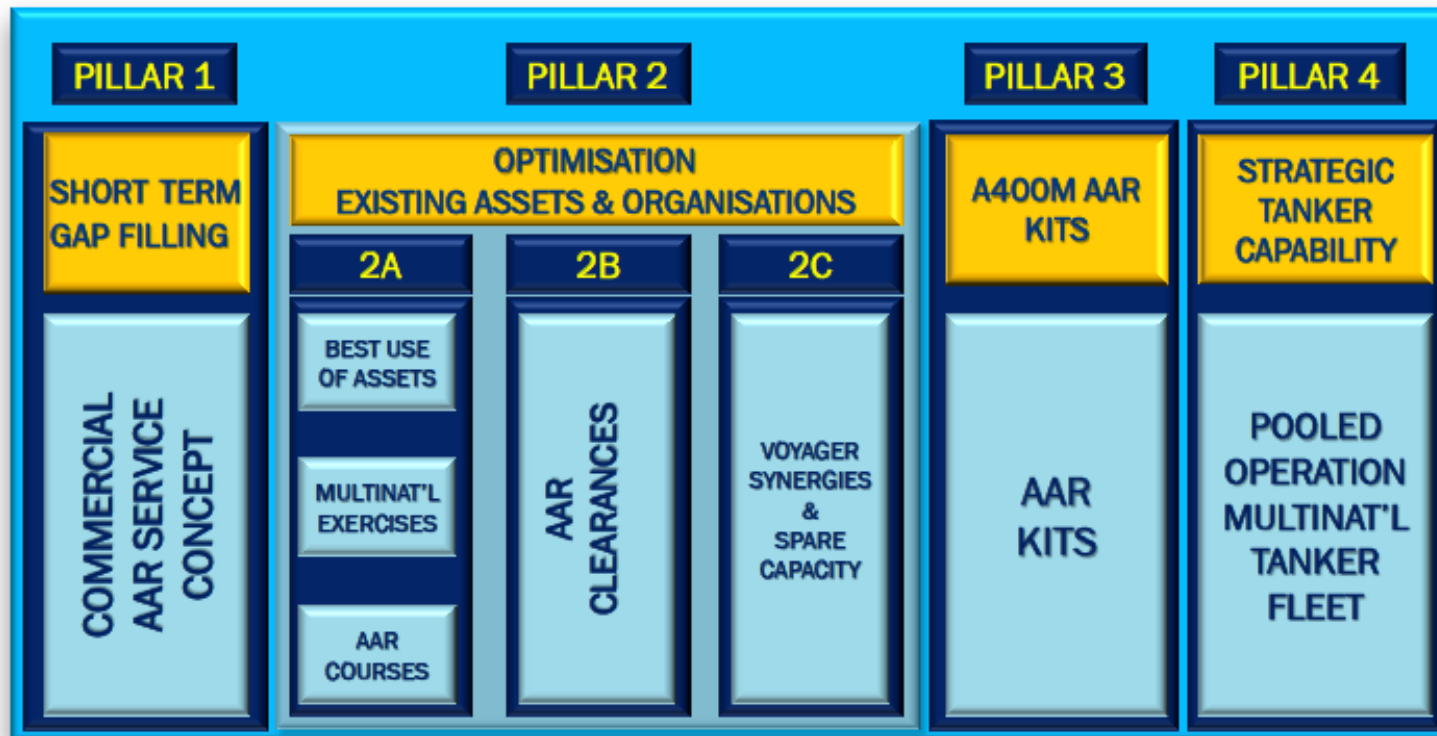 PILLAR 1
SHORT TERM
GAP FILLING
COMMERCIAL
AAR SERVICE
CONCEPT
PILLAR 2
OPTIMISATION
EXISTING ASSETS & ORGANISATIONS
2A
BEST USE
OF ASSETS
MULTINAT'L
EXERCISES
AAR
COURSES
2B
AAR
CLEARANCES
2C
VOYAGER
SYNERGIES
&
SPARE
CAPACITY
PILLAR 3
A400M AAR
KITS
AAR
KITS
PILLAR 4
STRATEGIC
TANKER
CAPABILITY
POOLED
OPERATION
MULTINAT'L
TANKER
FLEET